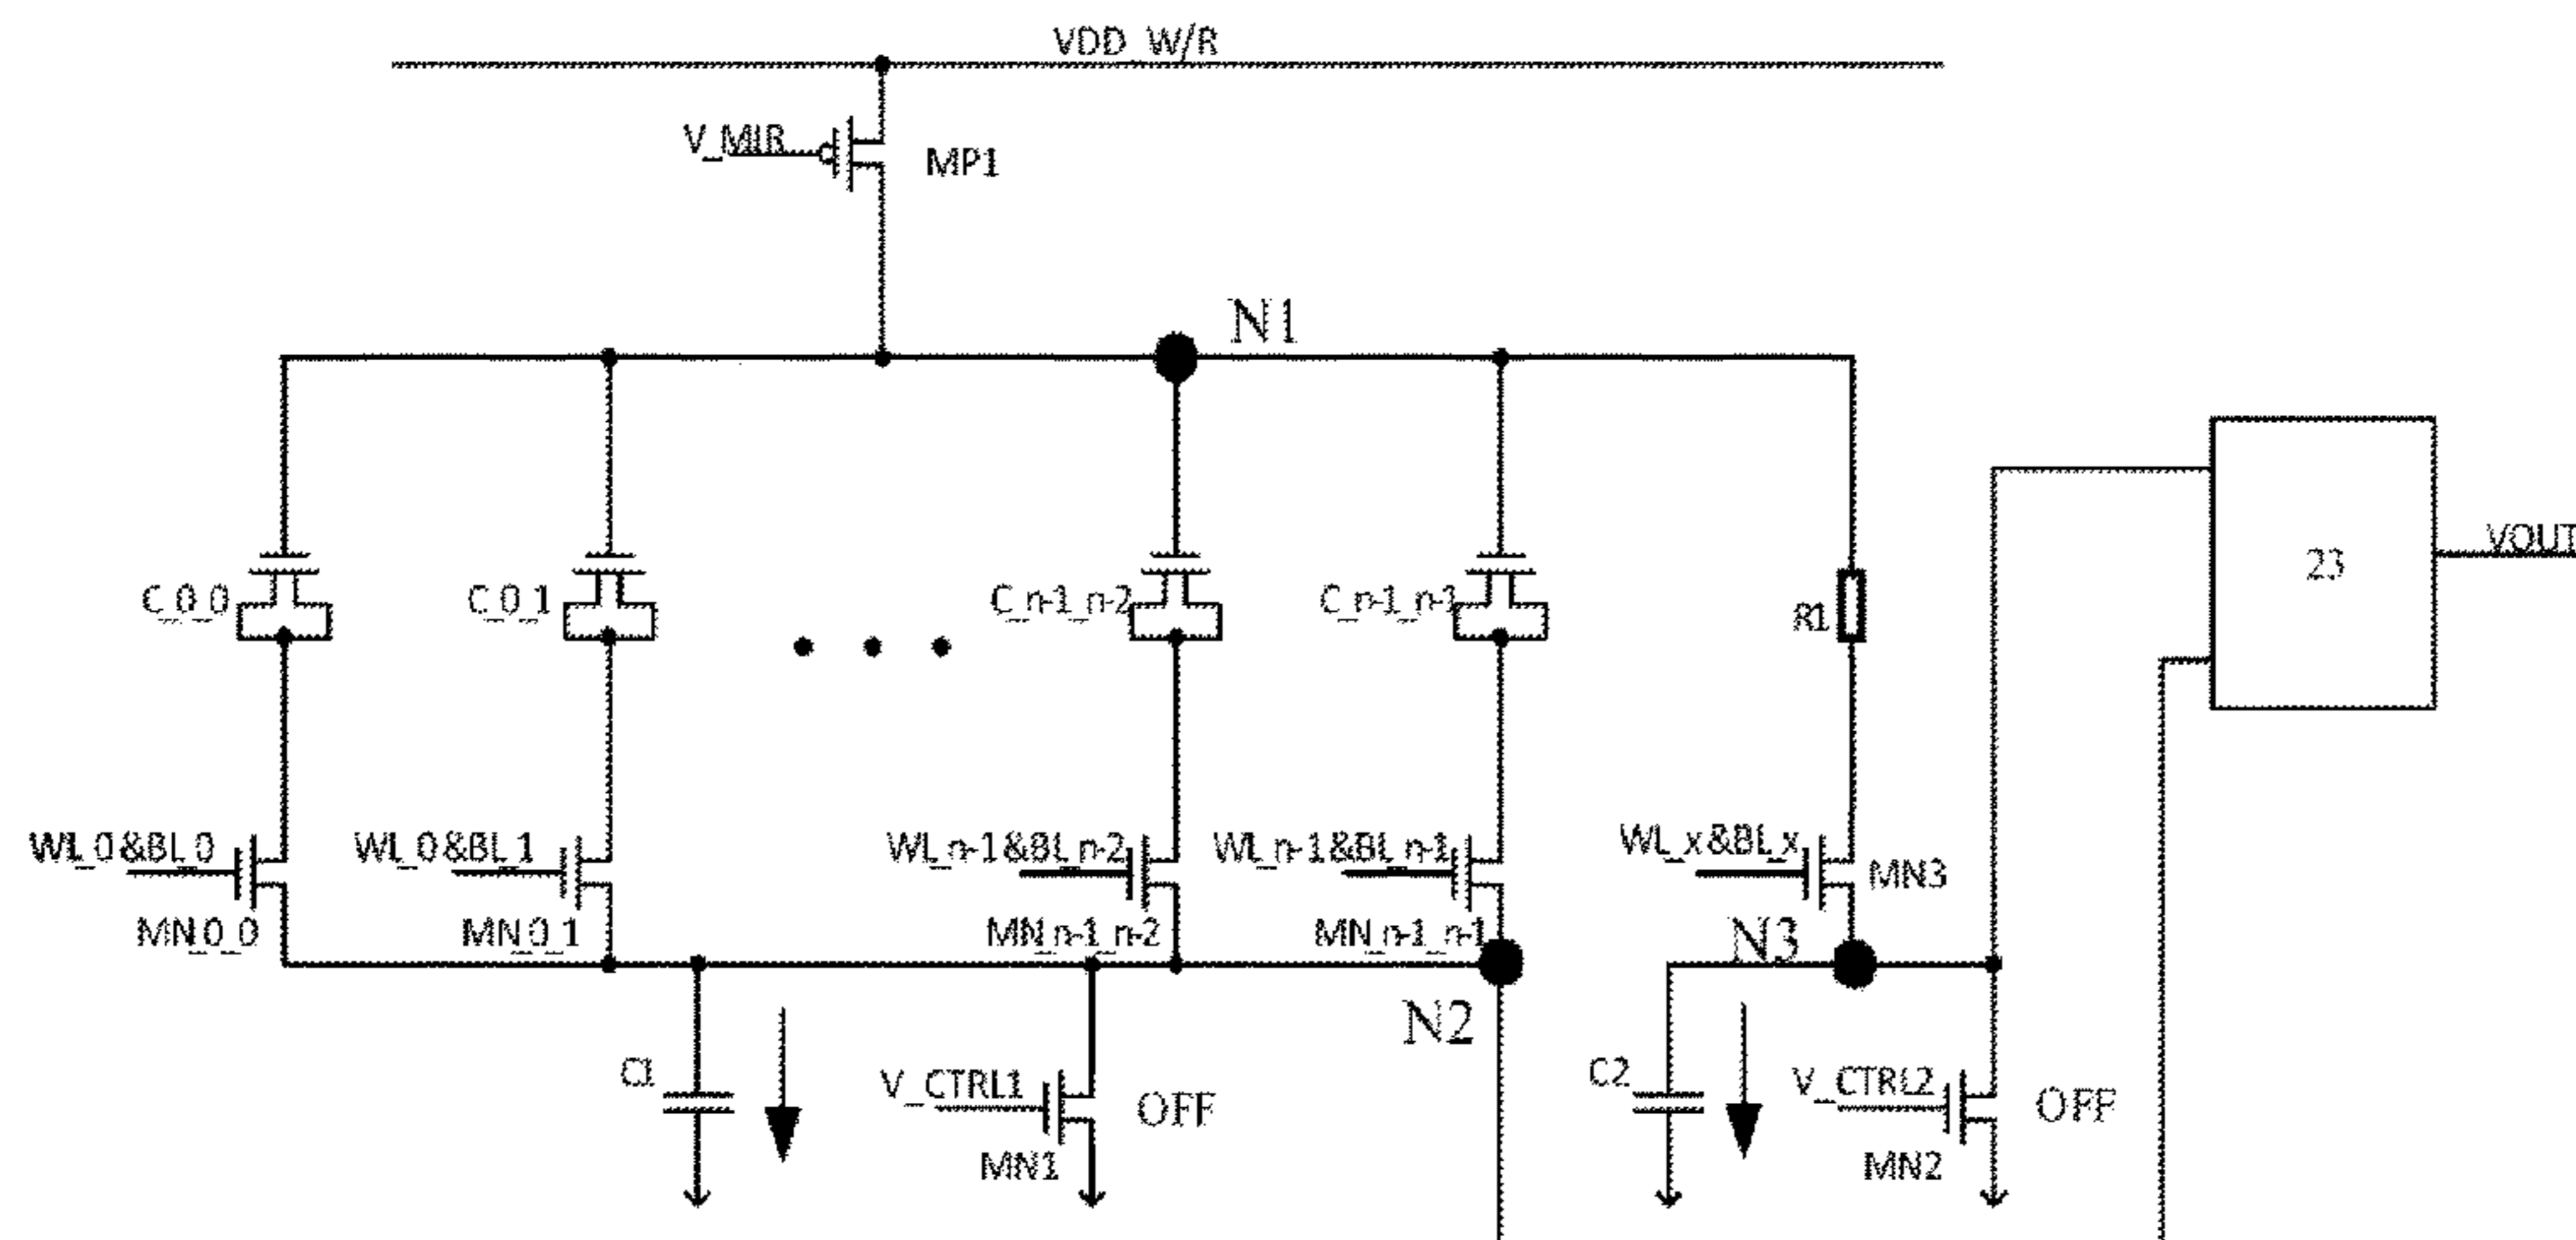 VDD_W/R
V_MIR
MP1
N1
C_0_0
C_0_1
C_n-1_n-2
C_n-1_n-1
R1
23
VOUT
WL_0&BL_0
WL_0&BL_1
WL_n-1&BL_n-2
WL_n-1&BL_n-1
WL_x&BL_x
MN3
MN_0_0
MN_0_1
MN_n-1_n-2
MN_n-1_n-1
N3
N2
C1
V_CTRL1
OFF
MN1
C2
V_CTRL2
OFF
MN2